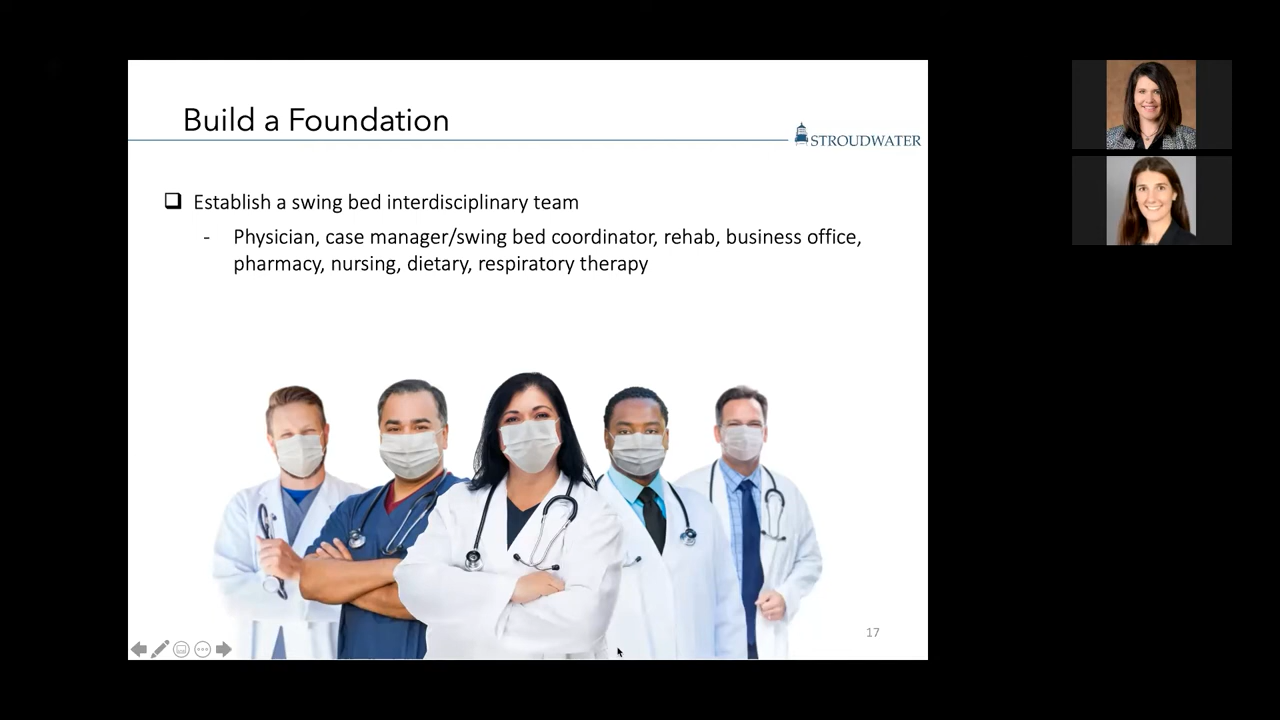 Build a Foundation
STROUDWATER
Establish a swing bed interdisciplinary team
- Physician, case manager/swing bed coordinator, rehab, business office,
pharmacy, nursing, dietary, respiratory therapy
17